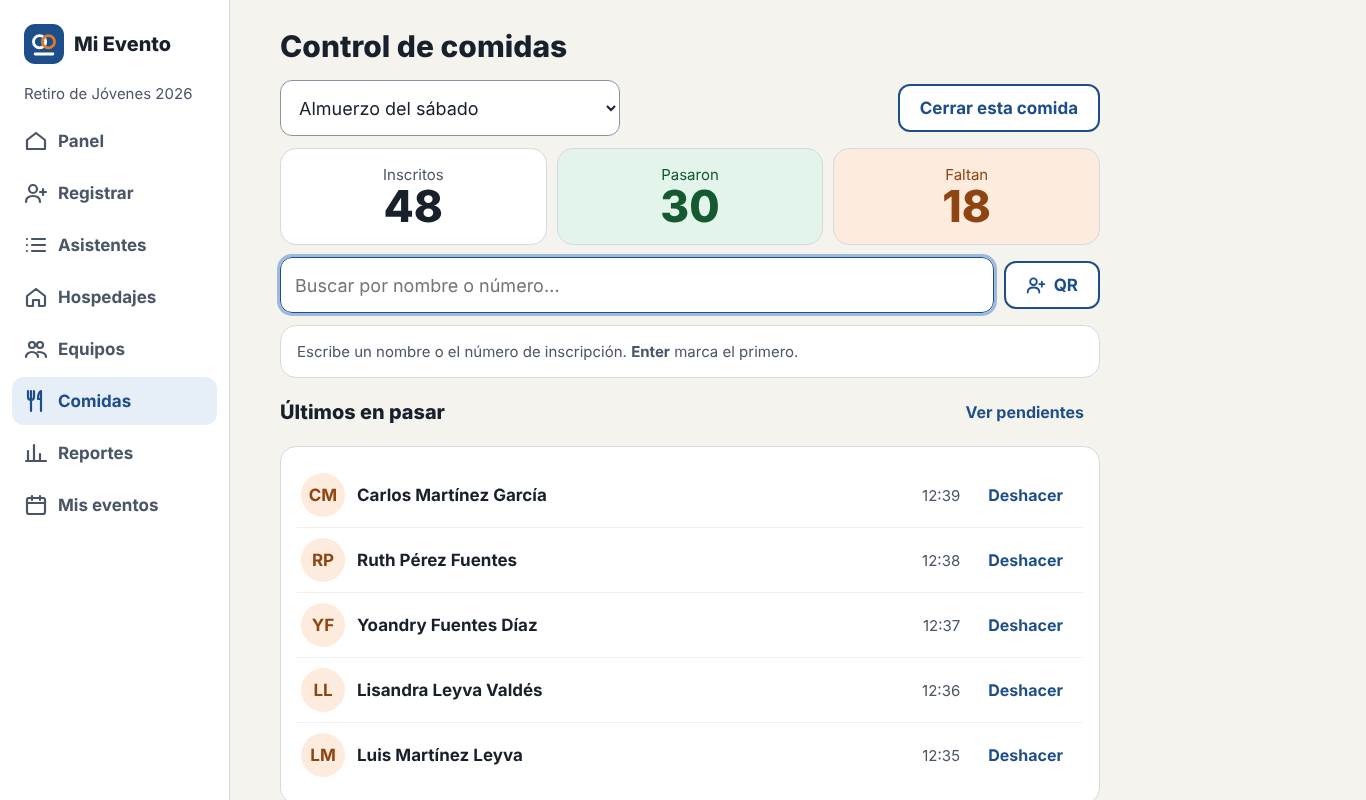 Mi Evento
Retiro de Jóvenes 2026
Panel
Registrar
Asistentes
Hospedajes
Equipos
Comidas
Reportes
Mis eventos
Control de comidas
Almuerzo del sábado
Cerrar esta comida
Inscritos
48
Pasaron
30
Faltan
18
Buscar por nombre o número...
QR
Escribe un nombre o el número de inscripción. Enter marca el primero.
Últimos en pasar
Ver pendientes
CM Carlos Martínez García 12:39 Deshacer
RP Ruth Pérez Fuentes 12:38 Deshacer
YF Yoandry Fuentes Díaz 12:37 Deshacer
LL Lisandra Leyva Valdés 12:36 Deshacer
LM Luis Martínez Leyva 12:35 Deshacer